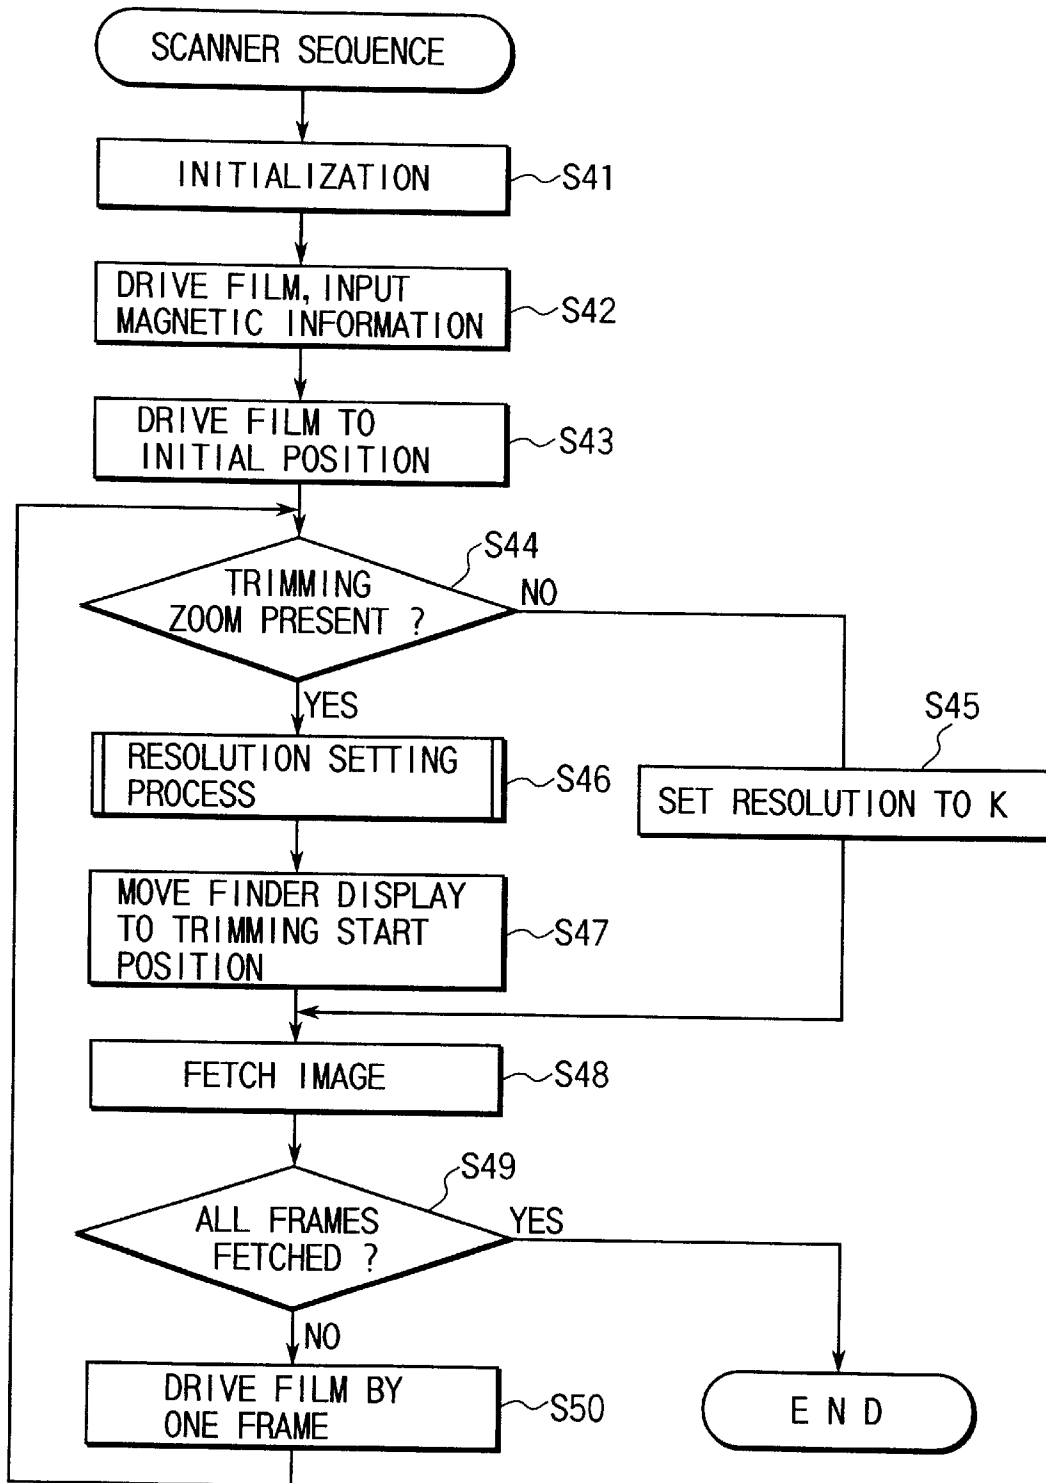 SCANNER SEQUENCE
INITIALIZATION
S41
DRIVE FILM, INPUT
MAGNETIC INFORMATION
S42
DRIVE FILM TO
INITIAL POSITION
S43
S44
TRIMMING
ZOOM PRESENT ?
NO
YES
S45
SET RESOLUTION TO K
RESOLUTION SETTING
PROCESS
S46
MOVE FINDER DISPLAY
TO TRIMMING START
POSITION
S47
FETCH IMAGE
S48
S49
ALL FRAMES
FETCHED ?
YES
NO
DRIVE FILM BY
ONE FRAME
S50
END